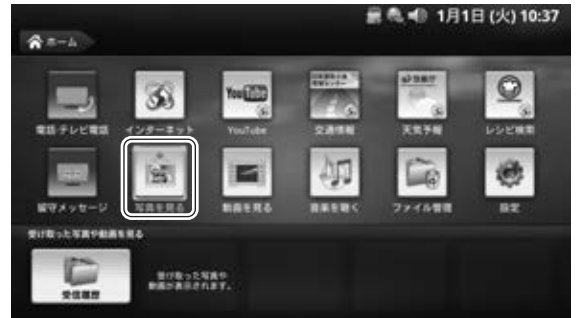 1月1日 (火) 10:37
ホーム
電話・テレビ電話
インターネット
YouTube
交通情報
天気予報
レシピ検索
留守メッセージ
写真を見る
動画を見る
音楽を聴く
ファイル管理
設定
受け取った写真や動画を見る
受信履歴
受け取った写真や
動画が表示されます。